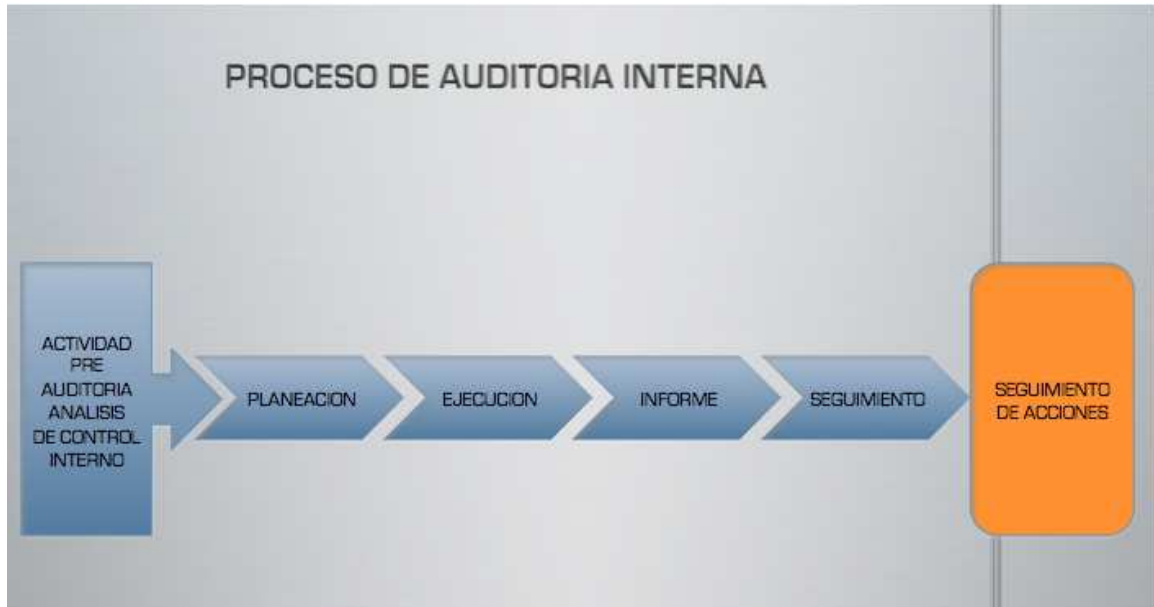 PROCESO DE AUDITORIA INTERNA
ACTIVIDAD
PRE
AUDITORIA
ANALISIS
DE CONTROL
INTERNO
PLANEACION
EJECUCION
INFORME
SEGUIMIENTO
SEGUIMIENTO
DE ACCIONES